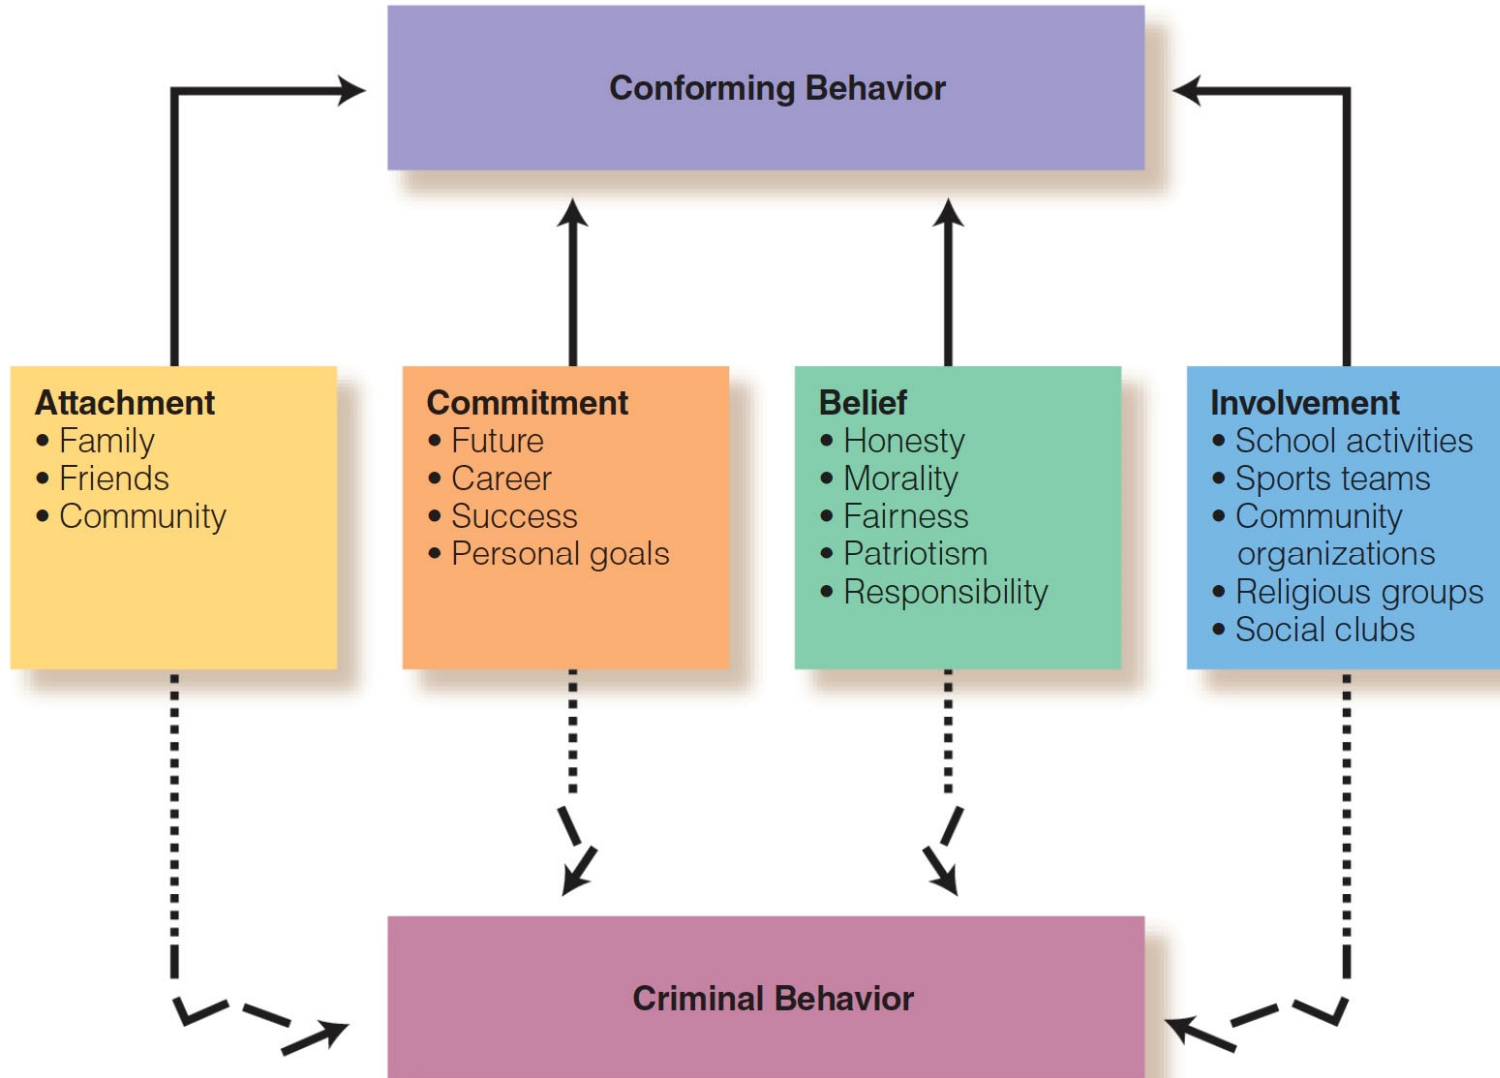 Conforming Behavior
Attachment
• Family
• Friends
• Community
Commitment
• Future
• Career
• Success
• Personal goals
Belief
• Honesty
• Morality
• Fairness
• Patriotism
• Responsibility
Involvement
• School activities
• Sports teams
• Community
organizations
• Religious groups
• Social clubs
Criminal Behavior